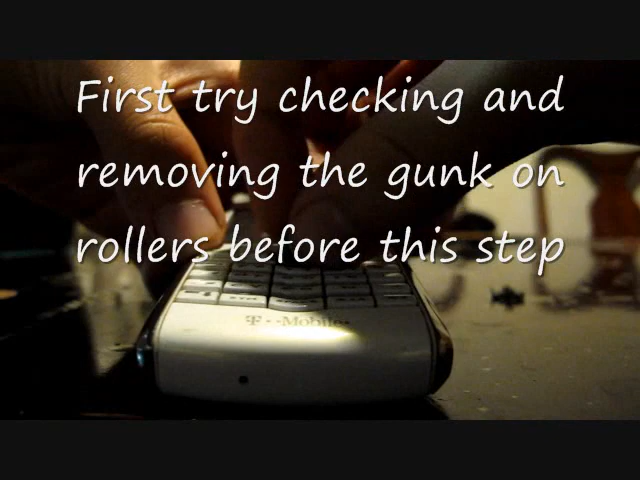 First try checking and
removing the gunk on
rollers before this step
T··Mobile·